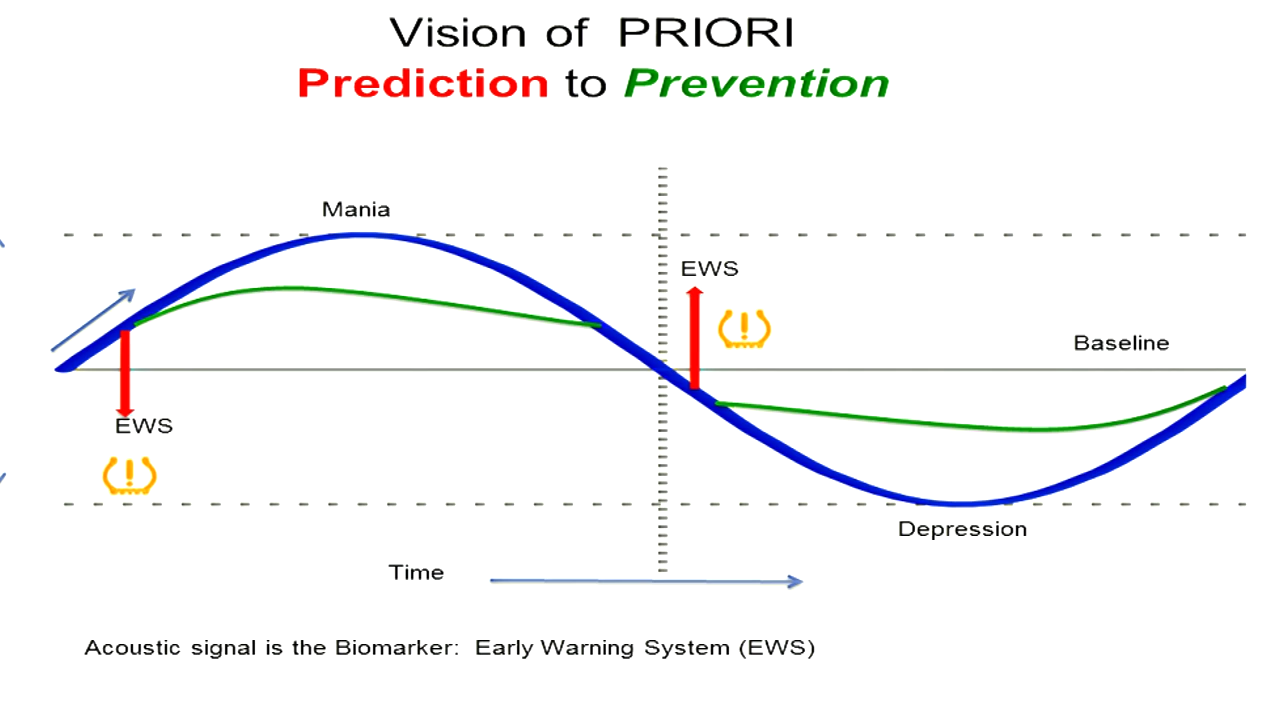 Vision of PRIORI
Prediction to Prevention
Mania
EWS
Baseline
EWS
Depression
Time
Acoustic signal is the Biomarker: Early Warning System (EWS)